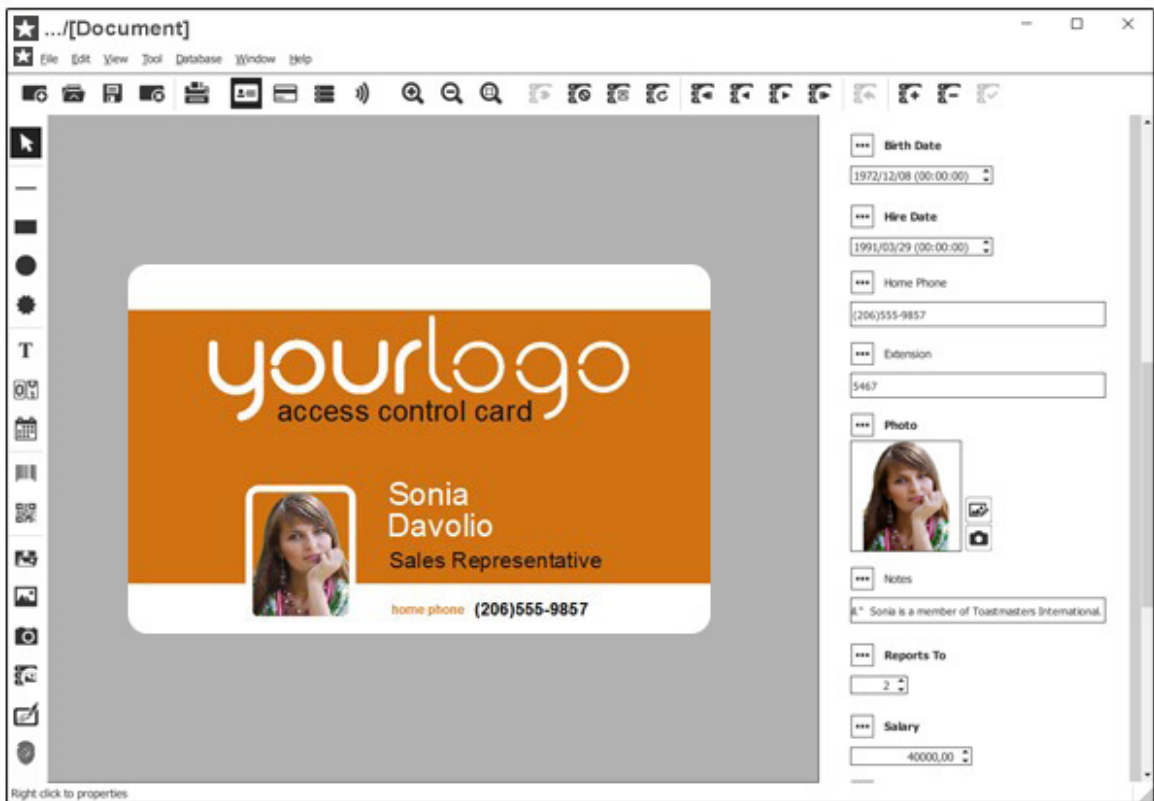 .../[Document]
File Edit View Tool Database Window Help
T
Birth Date
1972/12/08 (00:00:00)
Hire Date
1991/03/29 (00:00:00)
Home Phone
(206)555-9857
Extension
5467
Photo
Notes
" Sonia is a member of Toastmasters International.
Reports To
2
Salary
40000,00
yourlogo
access control card
Sonia
Davolio
Sales Representative
home phone (206)555-9857
Right click to properties